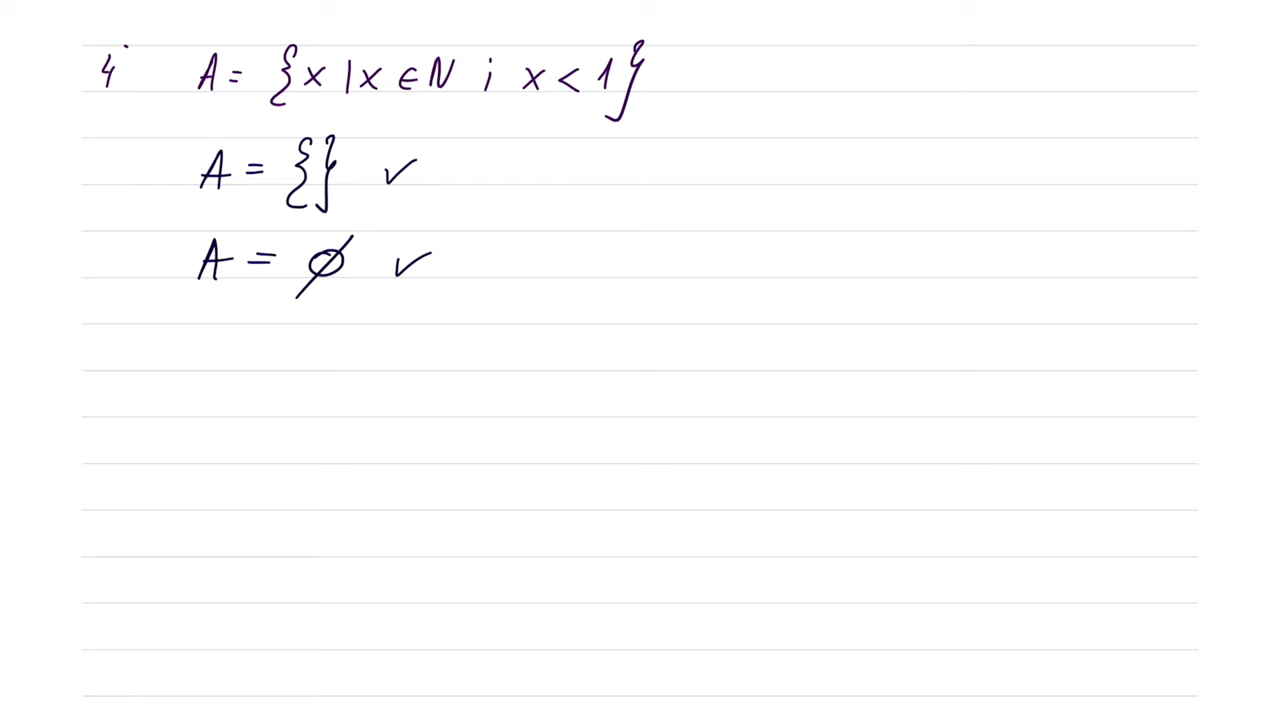 4. A = {x | x ∈ N i x < 1}
A = {} ✓
A = ∅ ✓